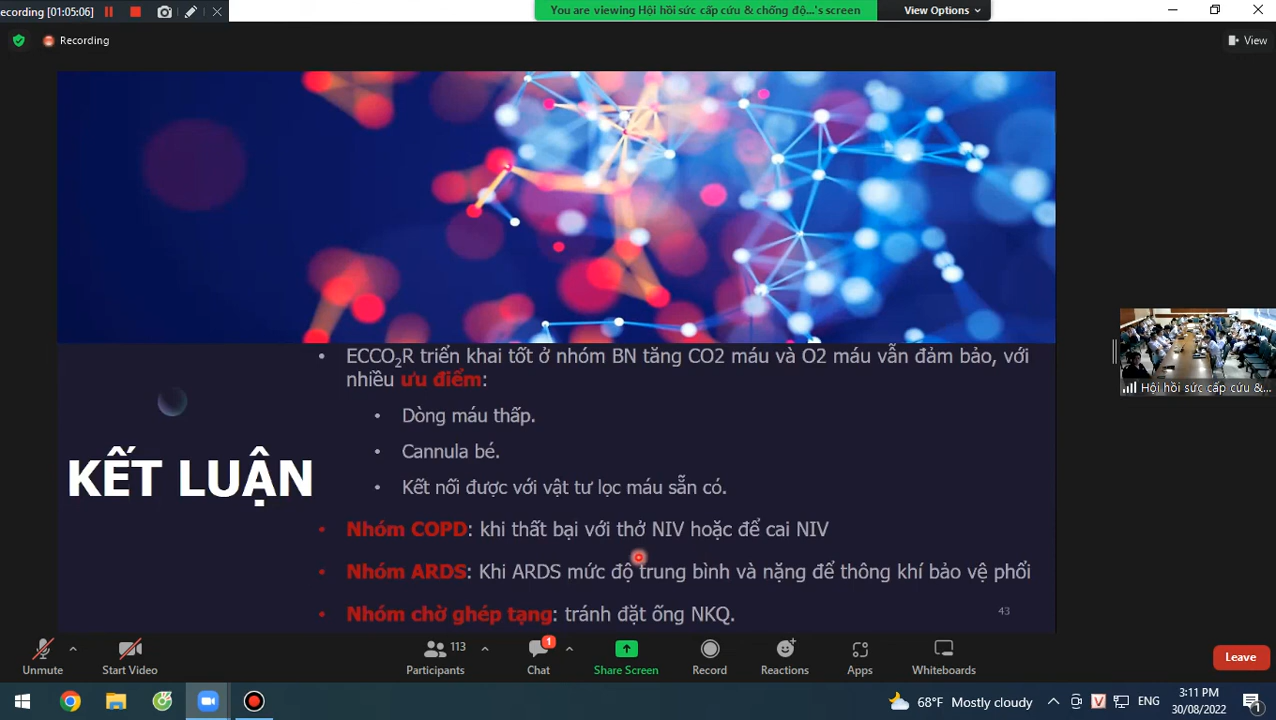 ecording [01:05:06]
You are viewing Hội hồi sức cấp cứu & chống độ...'s screen
View Options
Recording
View
ECCO2R triển khai tốt ở nhóm BN tăng CO2 máu và O2 máu vẫn đảm bảo, với
nhiều ưu điểm:
Dòng máu thấp.
Cannula bé.
Kết nối được với vật tư lọc máu sẵn có.
KẾT LUẬN
Nhóm COPD: khi thất bại với thở NIV hoặc để cai NIV
Nhóm ARDS: Khi ARDS mức độ trung bình và nặng để thông khí bảo vệ phổi
Nhóm chờ ghép tạng: tránh đặt ống NKQ.
43
Hội hồi sức cấp cứu &...
Unmute
Start Video
113
Participants
1
Chat
Share Screen
Record
Reactions
Apps
Whiteboards
Leave
68°F Mostly cloudy
V
ENG
3:11 PM
30/08/2022
1